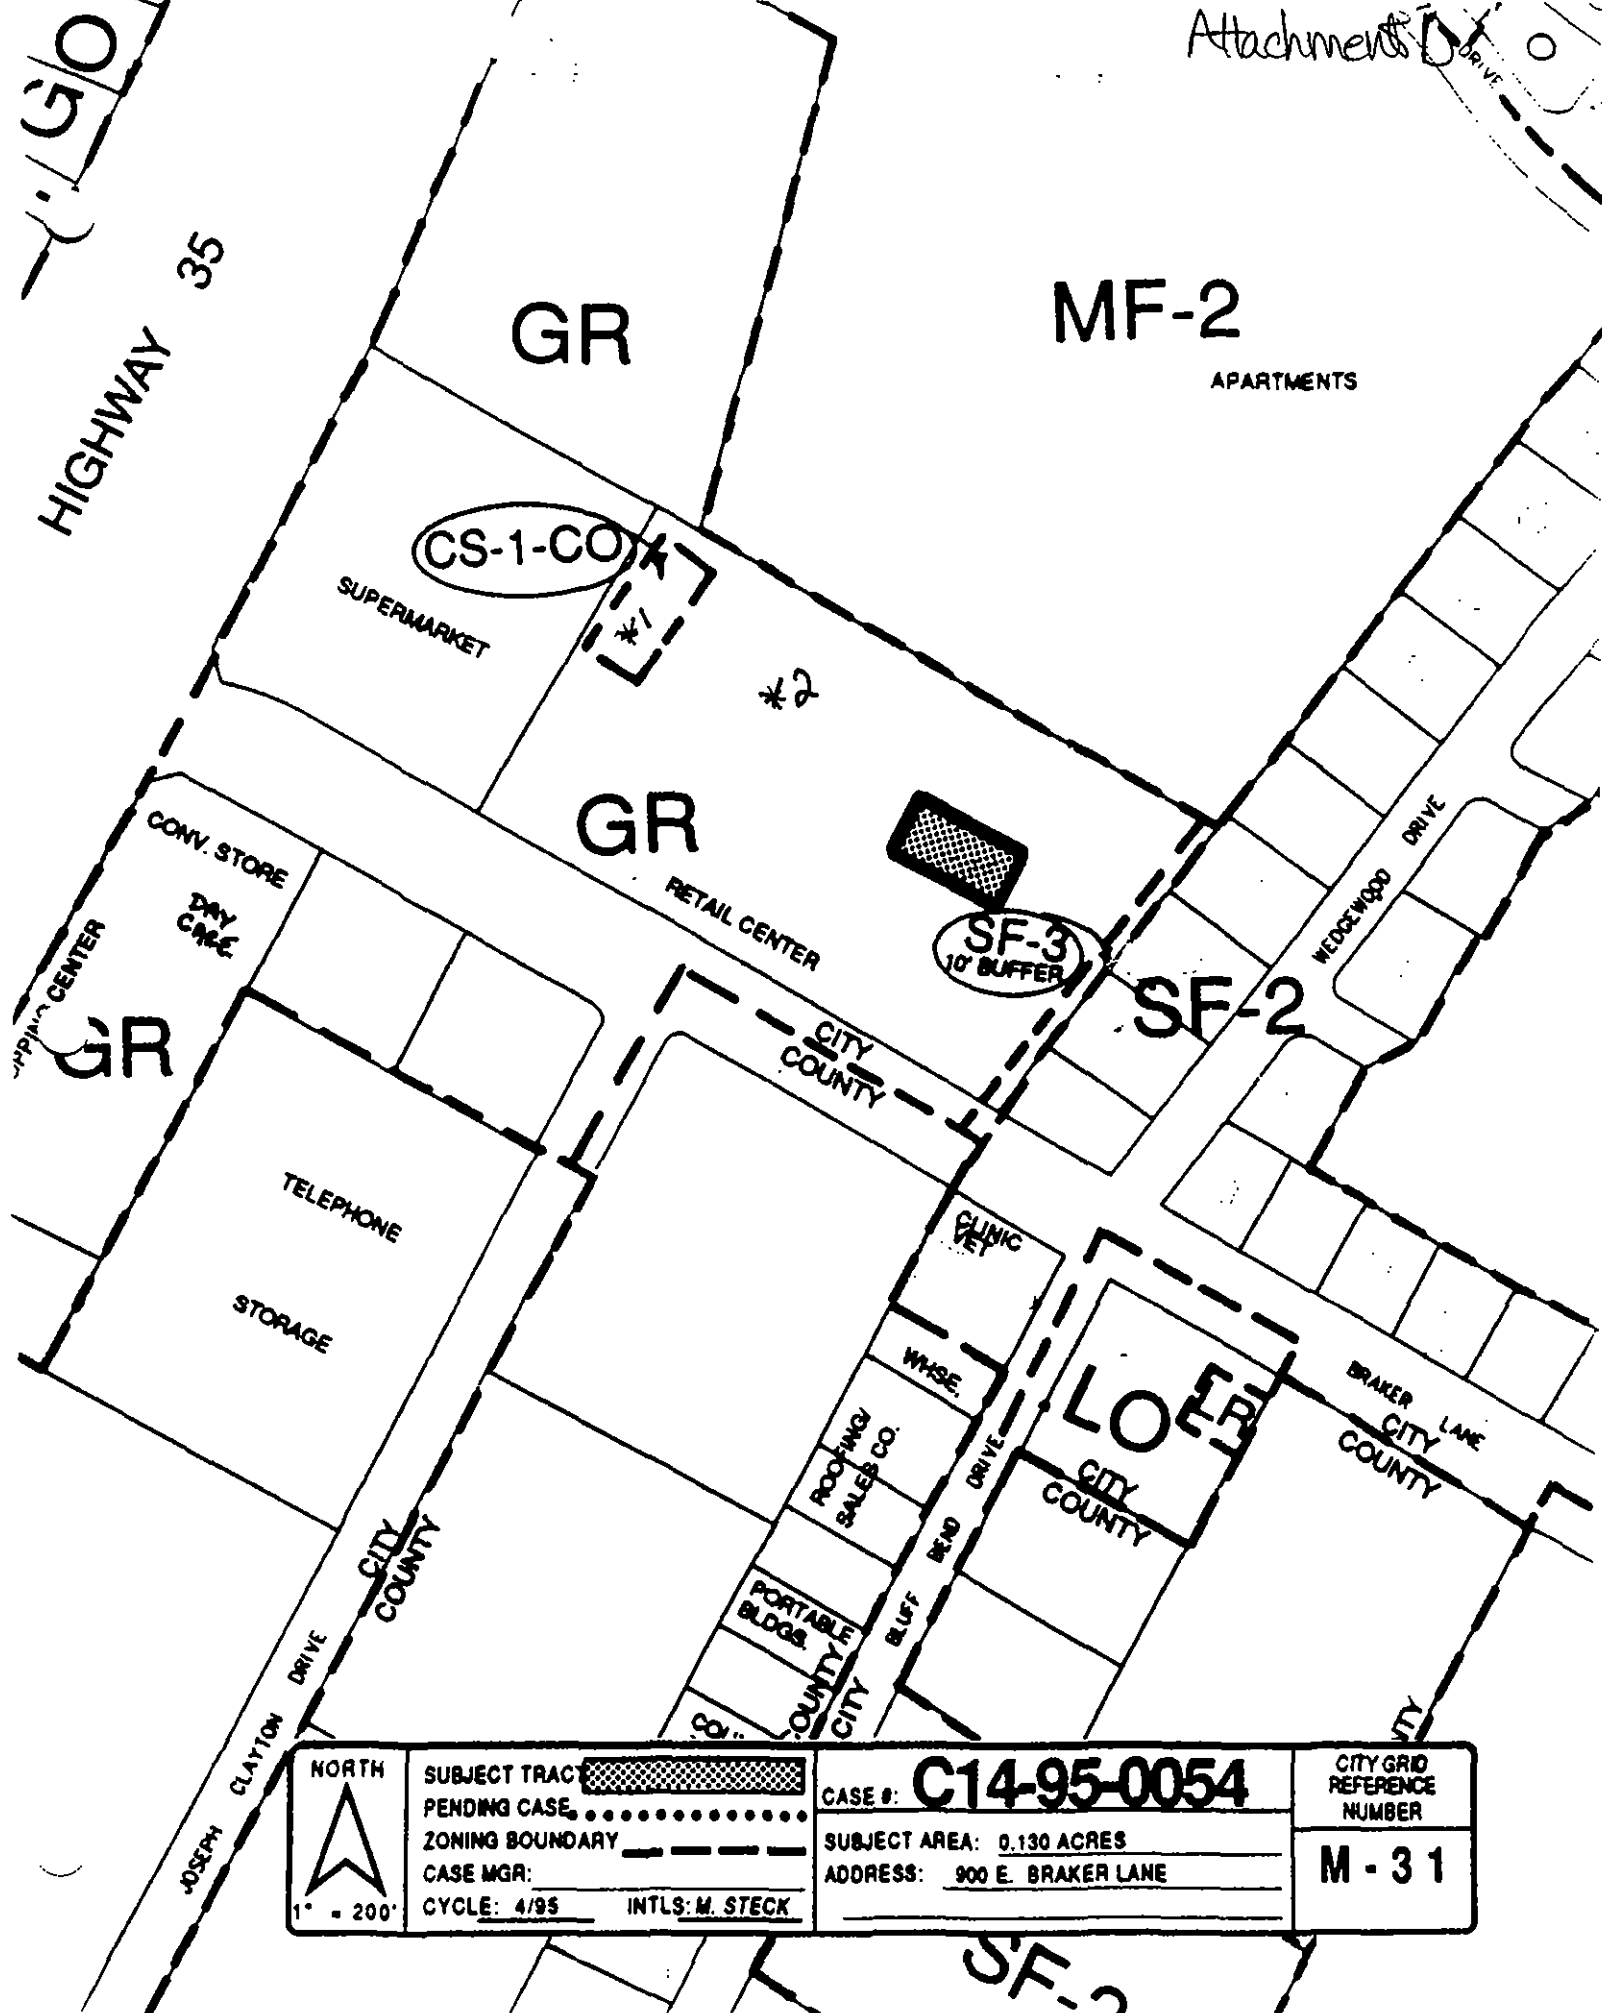 Attachment
DRIVE
GO
HIGHWAY 35
GR
MF-2
APARTMENTS
CS-1-CO
SUPERMARKET
*1
*2
GR
RETAIL CENTER
SF-3
10' BUFFER
SF-2
WEDGEWOOD DRIVE
CONV. STORE
DAY
CARE
CENTER
GR
CITY
COUNTY
TELEPHONE
STORAGE
CLINIC
VET
WHSE.
ROOFING/
SALES CO.
PORTABLE
BLDGS.
LO
LR
BRAKER LANE
CITY
COUNTY
CITY
COUNTY
CITY
COUNTY
BLUFF BEND DRIVE
OUNTY
CITY
JOSEPH CLAYTON DRIVE
NORTH
1" = 200'
SUBJECT TRACT
PENDING CASE
ZONING BOUNDARY
CASE MGR:
CYCLE: 4/95 INTLS: M. STECK
CASE #: C14-95-0054
SUBJECT AREA: 0.130 ACRES
ADDRESS: 900 E. BRAKER LANE
CITY GRID
REFERENCE
NUMBER
M-31